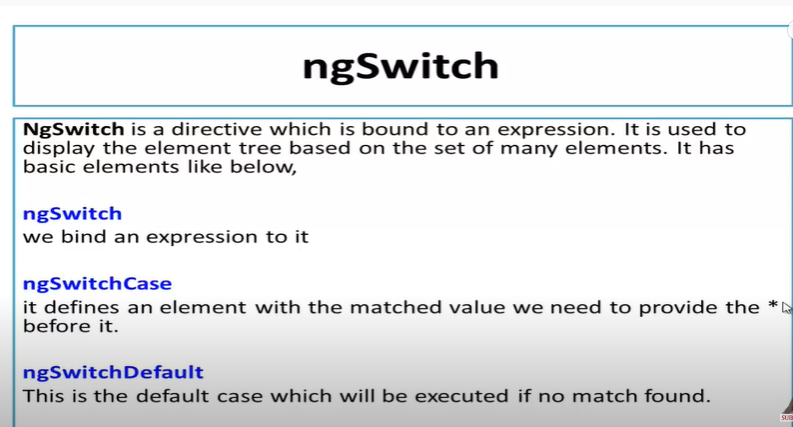 ngSwitch
NgSwitch is a directive which is bound to an expression. It is used to
display the element tree based on the set of many elements. It has
basic elements like below,
ngSwitch
we bind an expression to it
ngSwitchCase
it defines an element with the matched value we need to provide the *
before it.
ngSwitchDefault
This is the default case which will be executed if no match found.
SUB